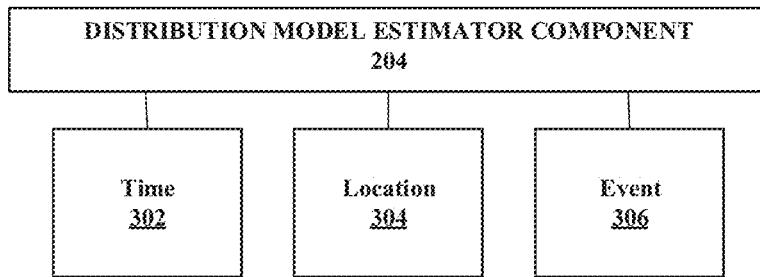 DISTRIBUTION MODEL ESTIMATOR COMPONENT
204
Time
302
Location
304
Event
306